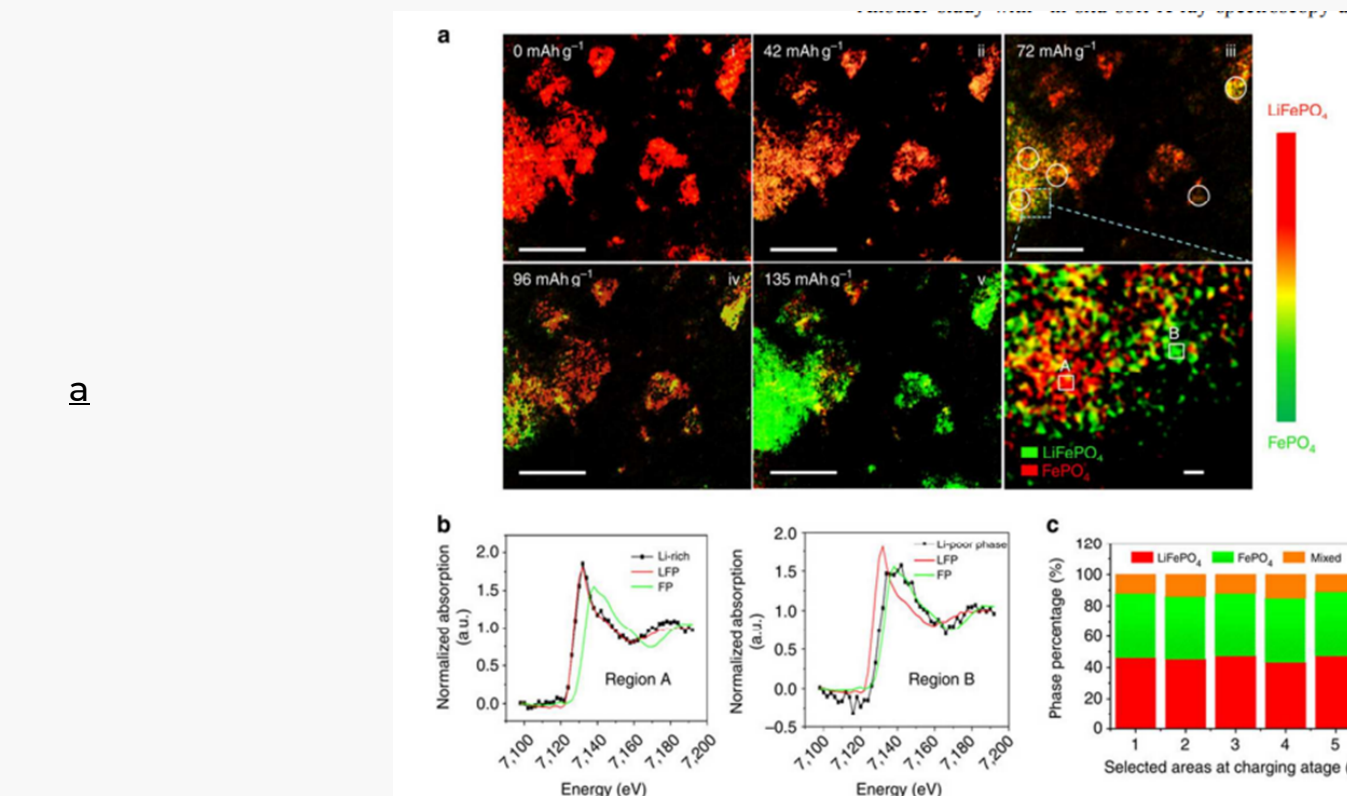 a
a
0 mAh g⁻¹ i
42 mAh g⁻¹ ii
72 mAh g⁻¹ iii
LiFePO₄
96 mAh g⁻¹ iv
135 mAh g⁻¹ v
A
B
LiFePO₄
FePO₄
FePO₄
b
Normalized absorption
(a.u.)
2.0
1.5
1.0
0.5
0.0
Li-rich
LFP
FP
Region A
7,100 7,120 7,140 7,160 7,180 7,200
Energy (eV)
Normalized absorption
(a.u.)
2.0
1.5
1.0
0.5
0.0
−0.5
Li-poor phase
LFP
FP
Region B
7,100 7,120 7,140 7,160 7,180 7,200
Energy (eV)
c
Phase percentage (%)
120
100
80
60
40
20
0
LiFePO₄ FePO₄ Mixed
1 2 3 4 5
Selected areas at charging atage (